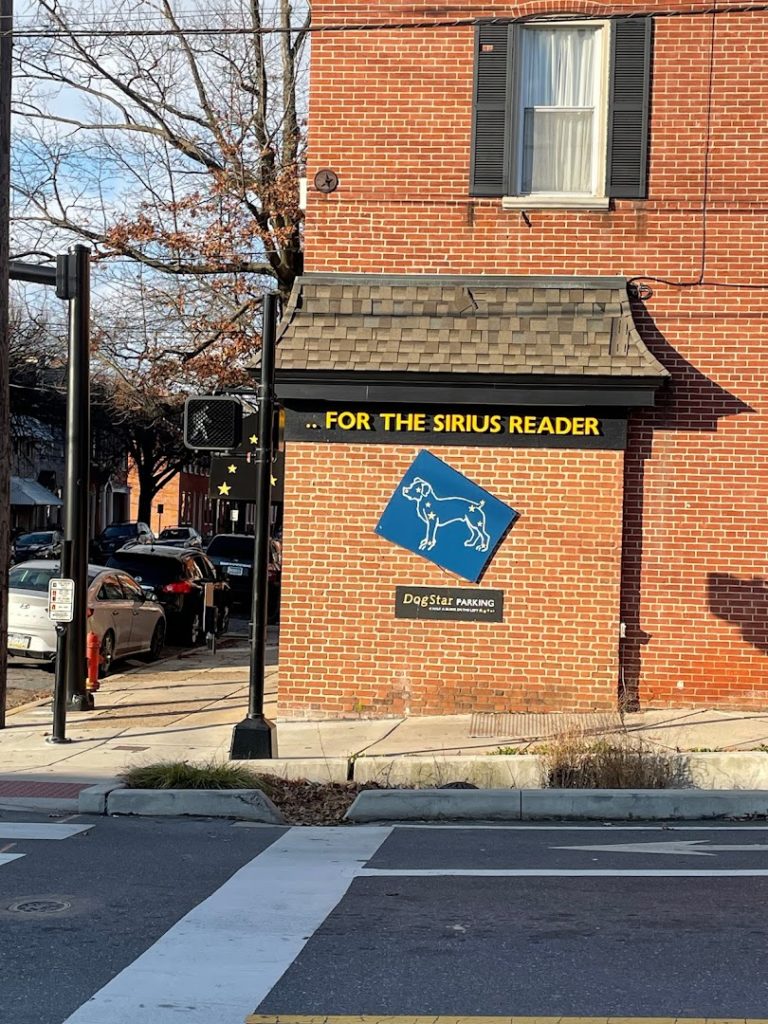 .. FOR THE SIRIUS READER
DogStar PARKING